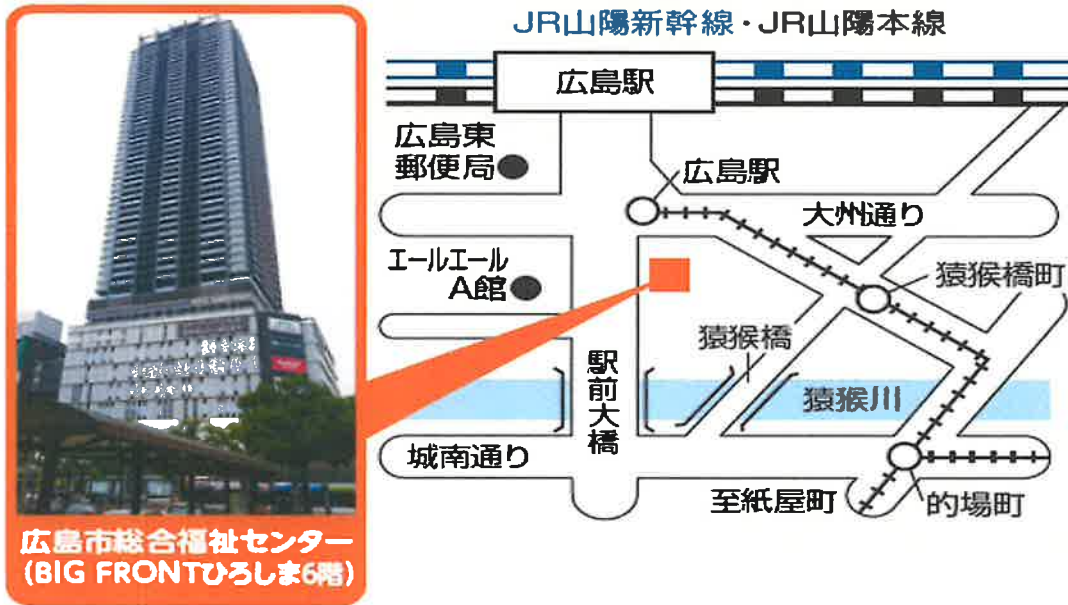 JR山陽新幹線・JR山陽本線
広島駅
広島東
郵便局
広島駅
大州通り
エールエール
A館
猿猴橋町
猿猴橋
駅前大橋
猿猴川
城南通り
至紙屋町
的場町
広島市総合福祉センター
(BIG FRONTひろしま6階)